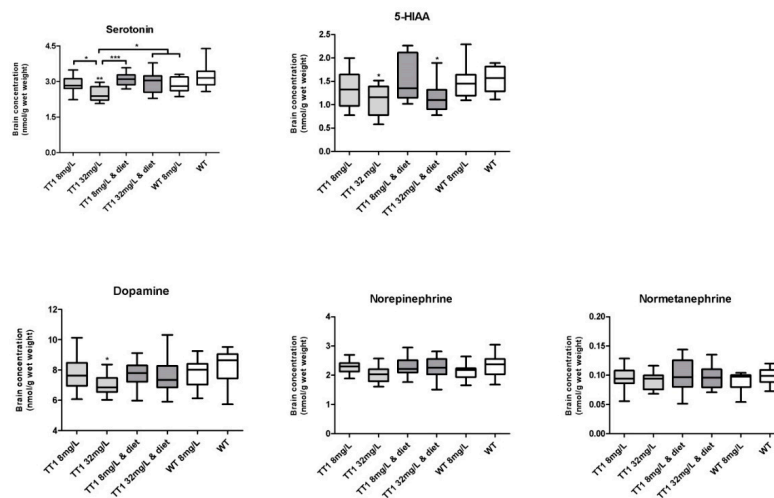 Serotonin
Brain concentration
(nmol/g wet weight)
4.5
3.0
1.5
0.0
*
*
**
***
TT1 8mg/L
TT1 32mg/L
TT1 8mg/L & diet
TT1 32mg/L & diet
WT 8mg/L
WT
5-HIAA
Brain concentration
(nmol/g wet weight)
2.5
2.0
1.5
1.0
0.5
0.0
*
*
TT1 8mg/L
TT1 32 mg/L
TT1 8mg/L & diet
TT1 32mg/L & diet
WT 8mg/L
WT
Dopamine
Brain concentration
(nmol/g wet weight)
12
10
8
6
4
*
TT1 8mg/L
TT1 32mg/L
TT1 8mg/L & diet
TT1 32mg/L & diet
WT 8mg/L
WT
Norepinephrine
Brain concentration
(nmol/g wet weight)
4
3
2
1
0
TT1 8mg/L
TT1 32mg/L
TT1 8mg/L & diet
TT1 32mg/L & diet
WT 8mg/L
WT
Normetanephrine
Brain concentration
(nmol/g wet weight)
0.20
0.15
0.10
0.05
0.00
TT1 8mg/L
TT1 32mg/L
TT1 8mg/L & diet
TT1 32mg/L & diet
WT 8mg/L
WT